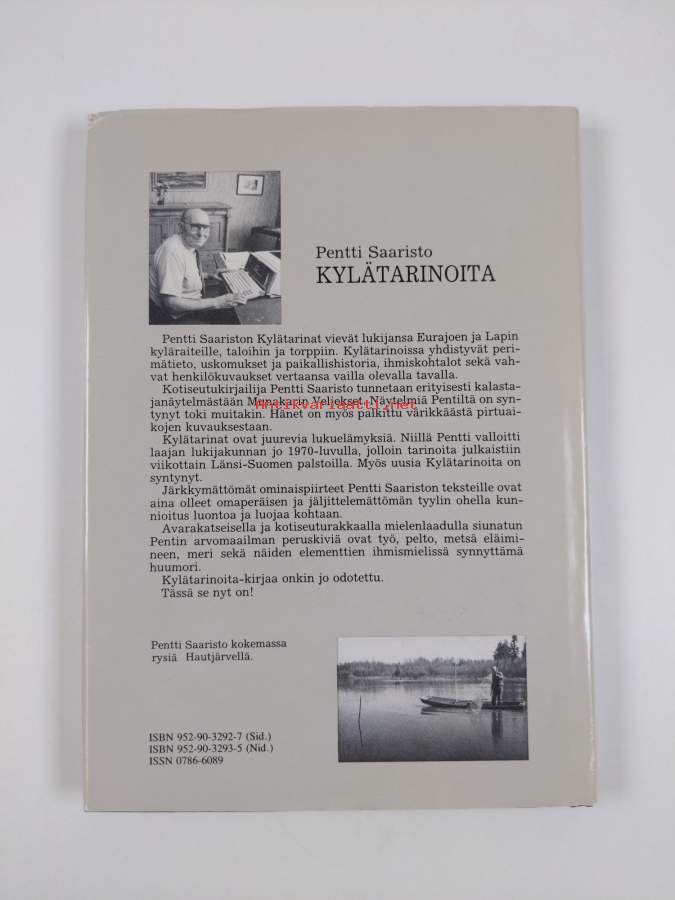 Pentti Saaristo
KYLÄTARINOITA
Pentti Saariston Kylätarinat vievät lukijansa Eurajoen ja Lapin
kyläraiteille, taloihin ja torppiin. Kylätarinoissa yhdistyvät peri-
mätieto, uskomukset ja paikallishistoria, ihmiskohtalot sekä vah-
vat henkilökuvaukset vertaansa vailla olevalla tavalla.
Kotiseutukirjailija Pentti Saaristo tunnetaan erityisesti kalasta-
janäytelmästään Munakarin Veljekset. Näytelmiä Pentiltä on syn-
Antikvariaatti.net
tynyt toki muitakin. Hänet on myös palkittu värikkäästä pirtuai-
kojen kuvauksestaan.
Kylätarinat ovat juurevia lukuelämyksiä. Niillä Pentti valloitti
laajan lukijakunnan jo 1970-luvulla, jolloin tarinoita julkaistiin
viikottain Länsi-Suomen palstoilla. Myös uusia Kylätarinoita on
syntynyt.
Järkkymättömät ominaispiirteet Pentti Saariston teksteille ovat
aina olleet omaperäisen ja jäljittelemättömän tyylin ohella kun-
nioitus luontoa ja luojaa kohtaan.
Avarakatseisella ja kotiseuturakkaalla mielenlaadulla siunatun
Pentin arvomaailman peruskiviä ovat työ, pelto, metsä eläimi-
neen, meri sekä näiden elementtien ihmismielissä synnyttämä
huumori.
Kylätarinoita-kirjaa onkin jo odotettu.
Tässä se nyt on!
Pentti Saaristo kokemassa
rysiä Hautjärvellä.
ISBN 952-90-3292-7 (Sid.)
ISBN 952-90-3293-5 (Nid.)
ISSN 0786-6089